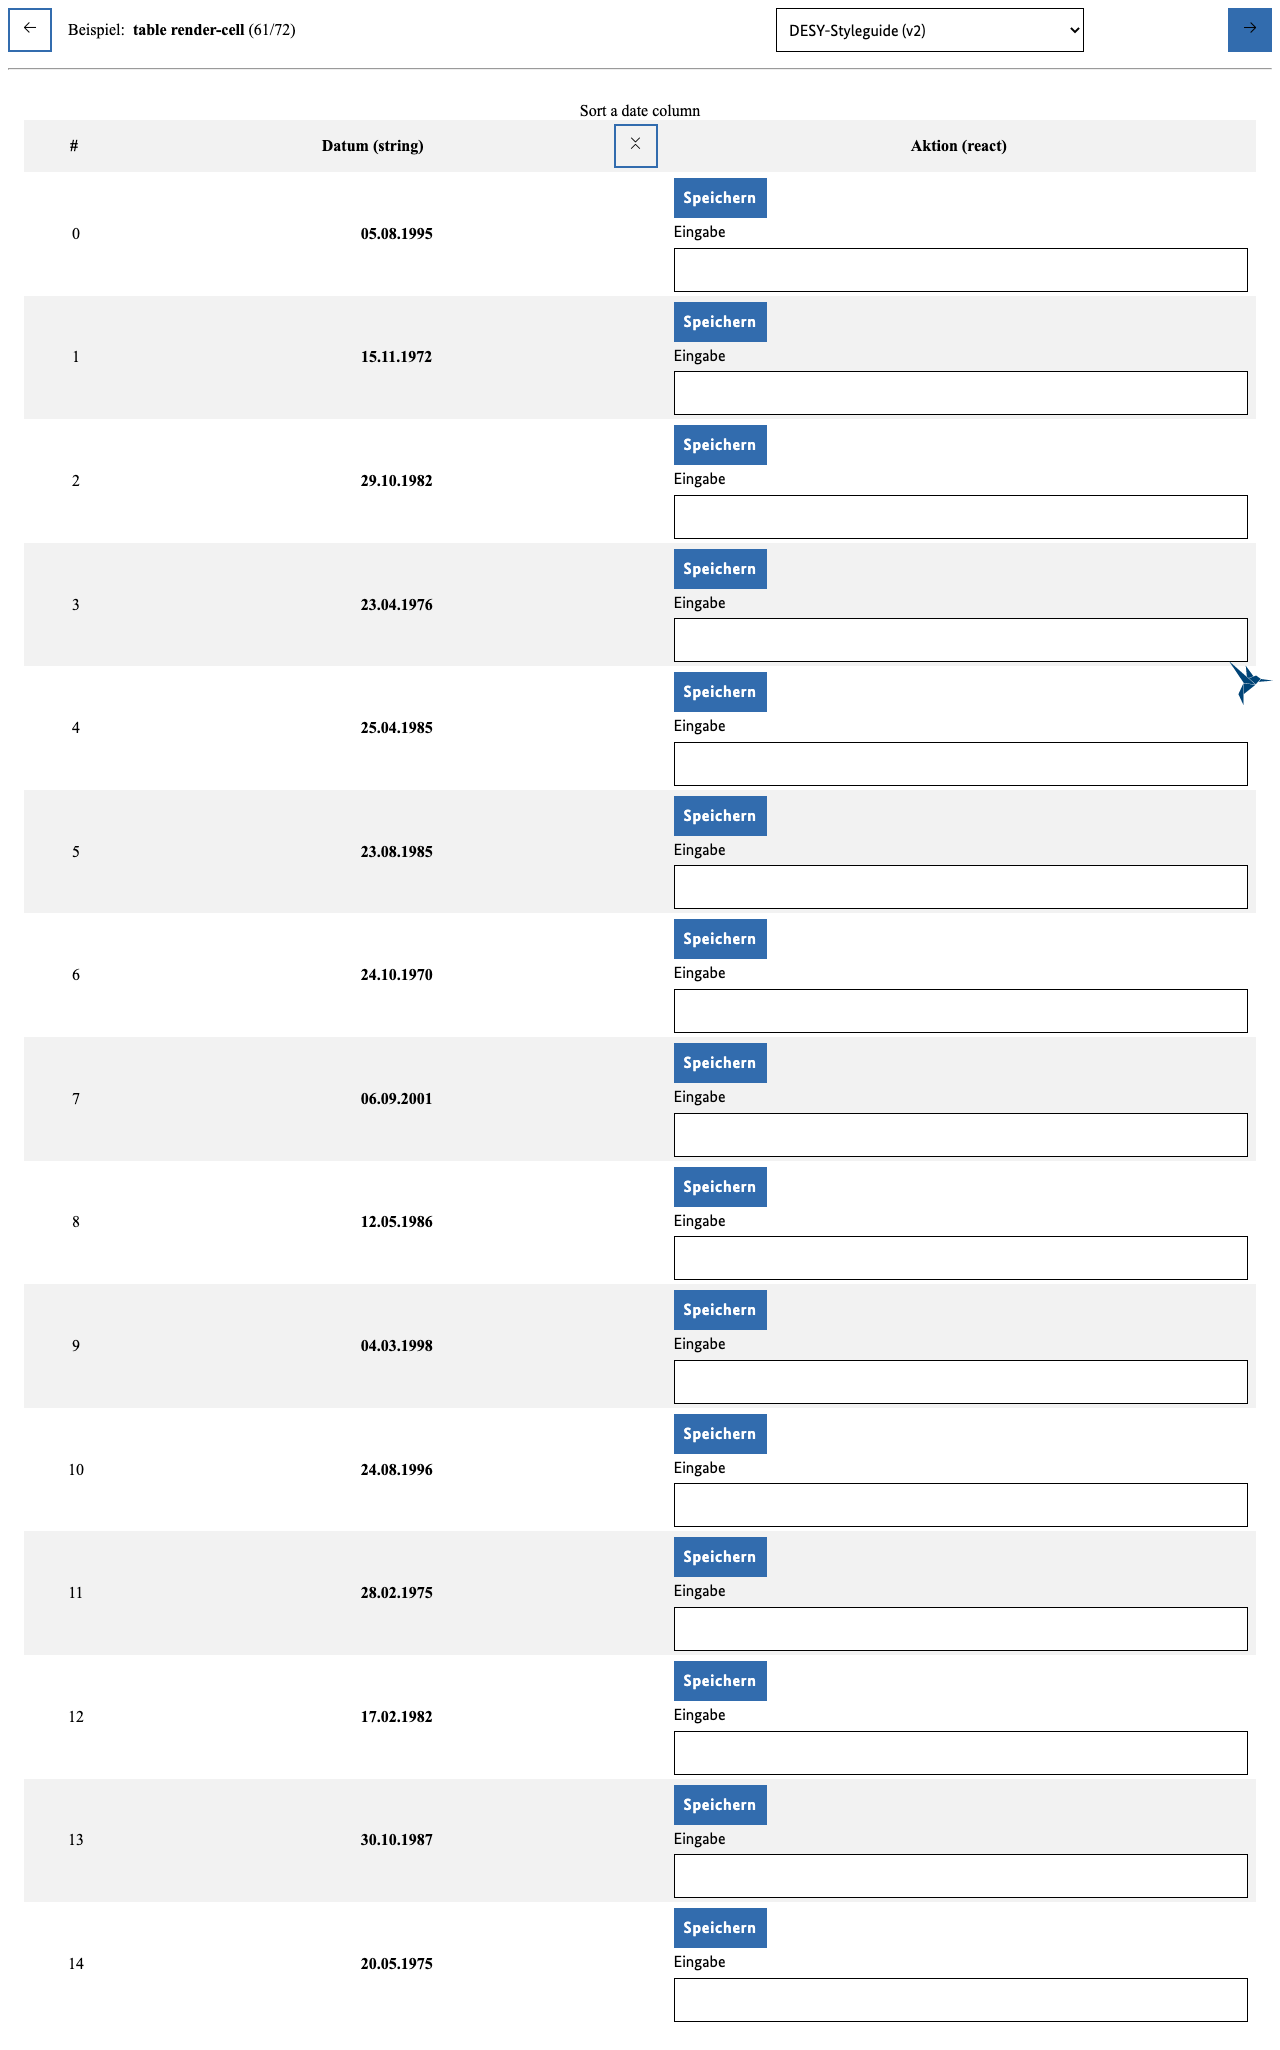 Beispiel: table render-cell (61/72)
DESY-Styleguide (v2)
Sort a date column
# Datum (string) Aktion (react)
Speichern
0 05.08.1995 Eingabe
Speichern
1 15.11.1972 Eingabe
Speichern
2 29.10.1982 Eingabe
Speichern
3 23.04.1976 Eingabe
Speichern
4 25.04.1985 Eingabe
Speichern
5 23.08.1985 Eingabe
Speichern
6 24.10.1970 Eingabe
Speichern
7 06.09.2001 Eingabe
Speichern
8 12.05.1986 Eingabe
Speichern
9 04.03.1998 Eingabe
Speichern
10 24.08.1996 Eingabe
Speichern
11 28.02.1975 Eingabe
Speichern
12 17.02.1982 Eingabe
Speichern
13 30.10.1987 Eingabe
Speichern
14 20.05.1975 Eingabe